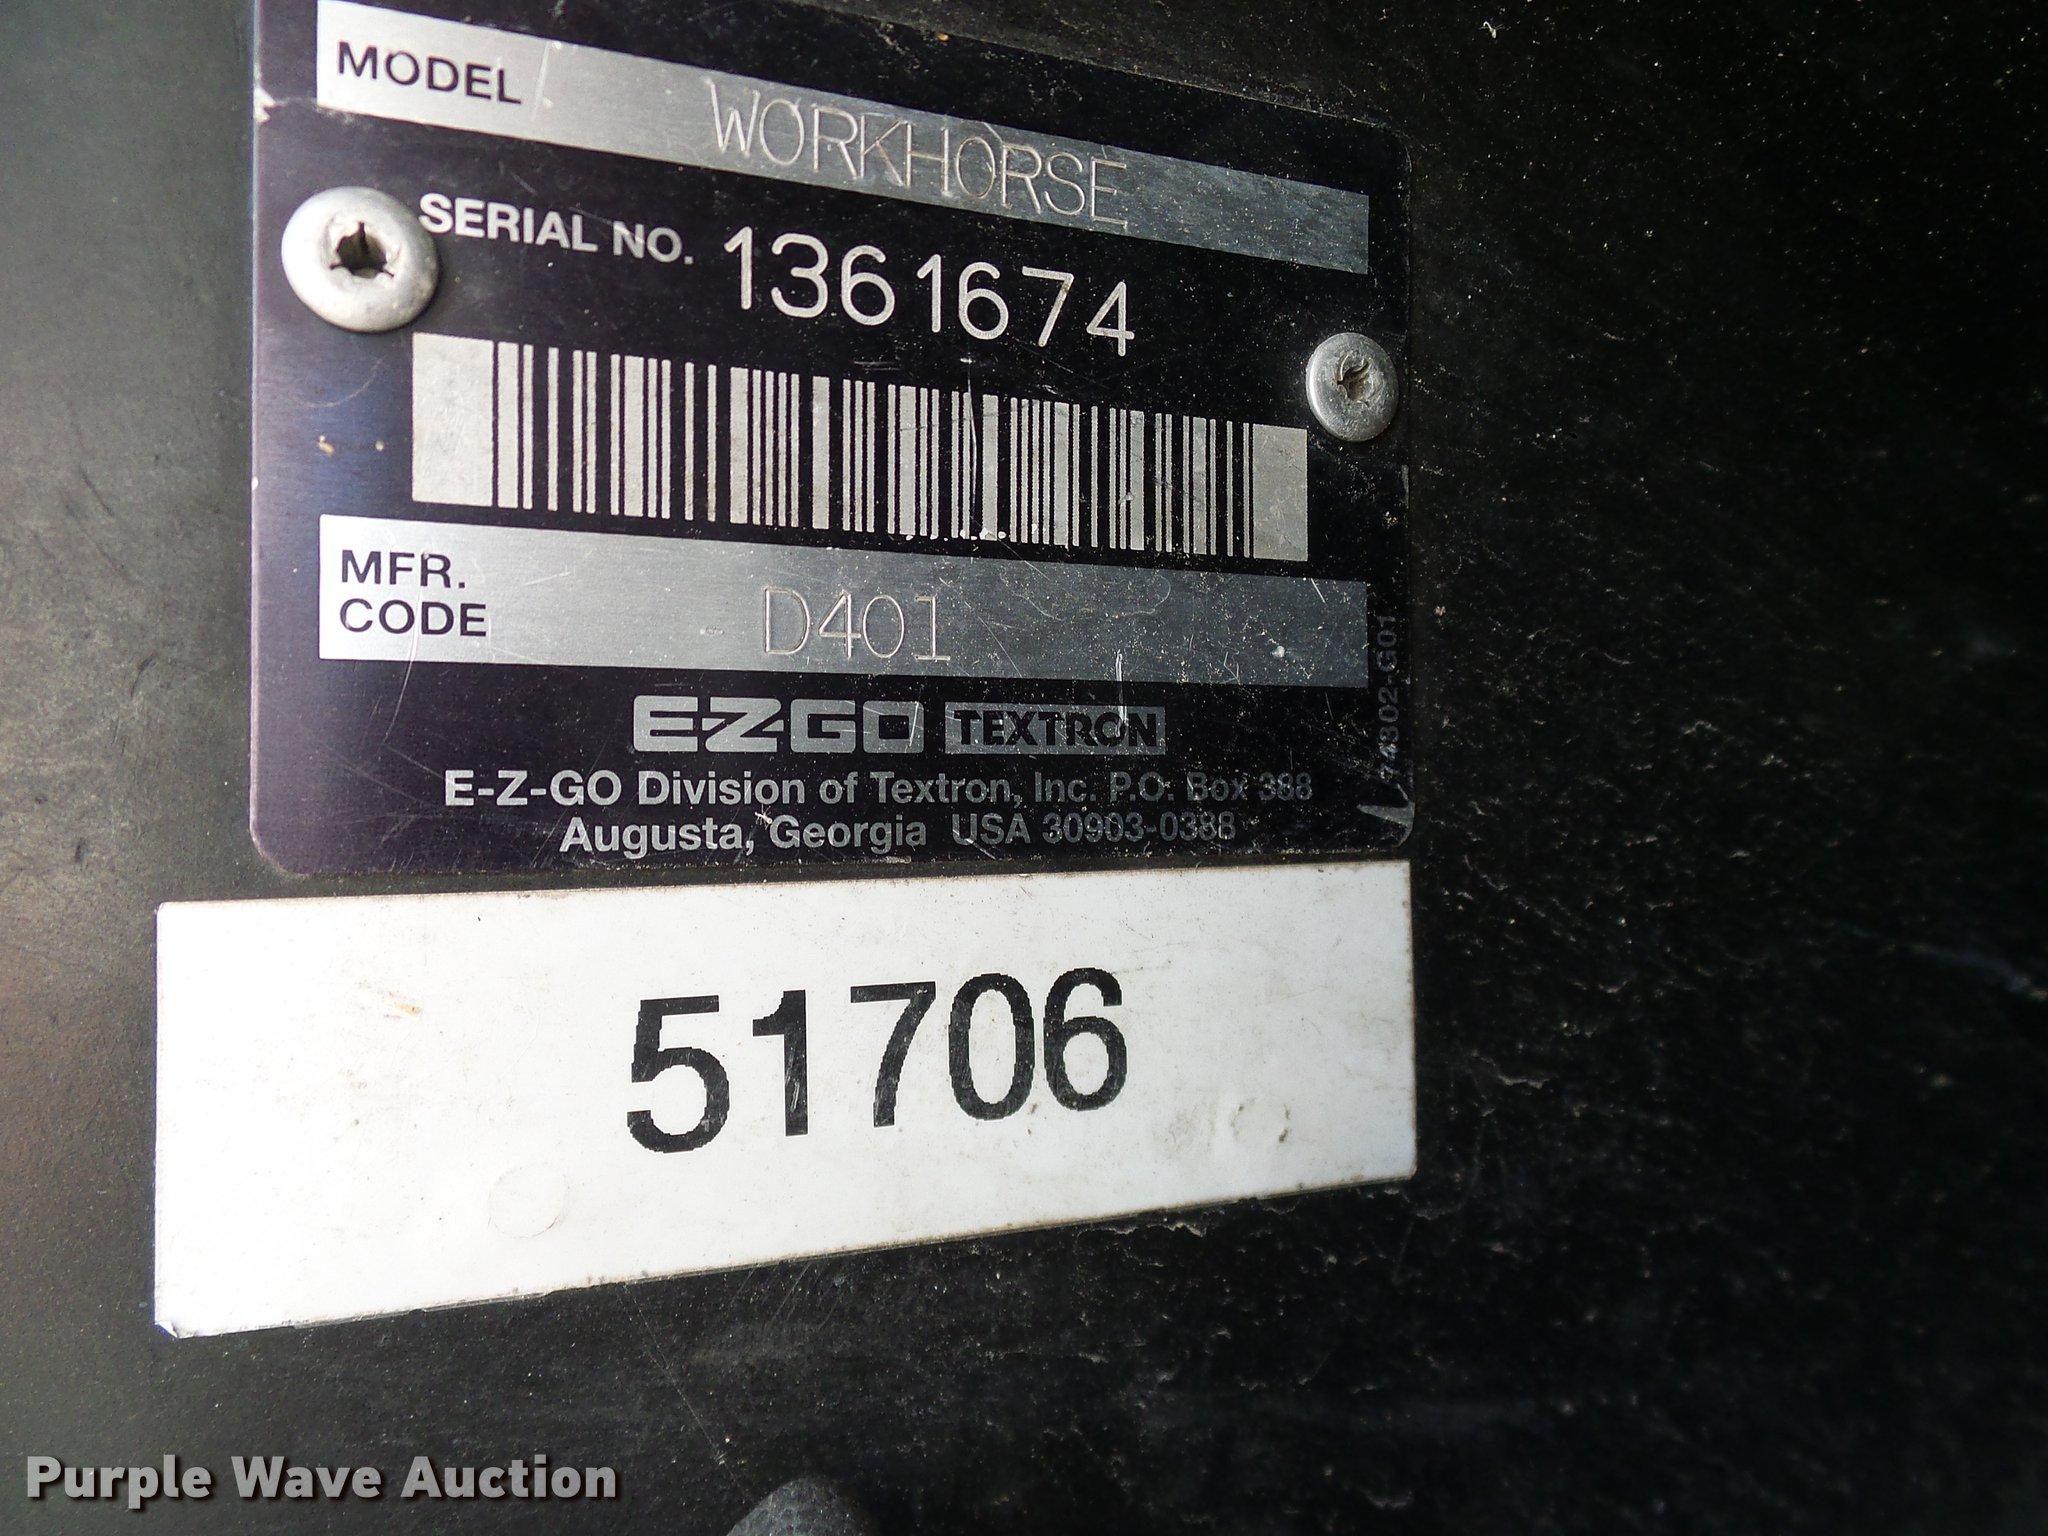 MODEL WORKHORSE
SERIAL NO. 1361674
MFR.
CODE D401
E-Z-GO TEXTRON
E-Z-GO Division of Textron, Inc. P.O. Box 388
Augusta, Georgia USA 30903-0388
74302-G01
51706
Purple Wave Auction